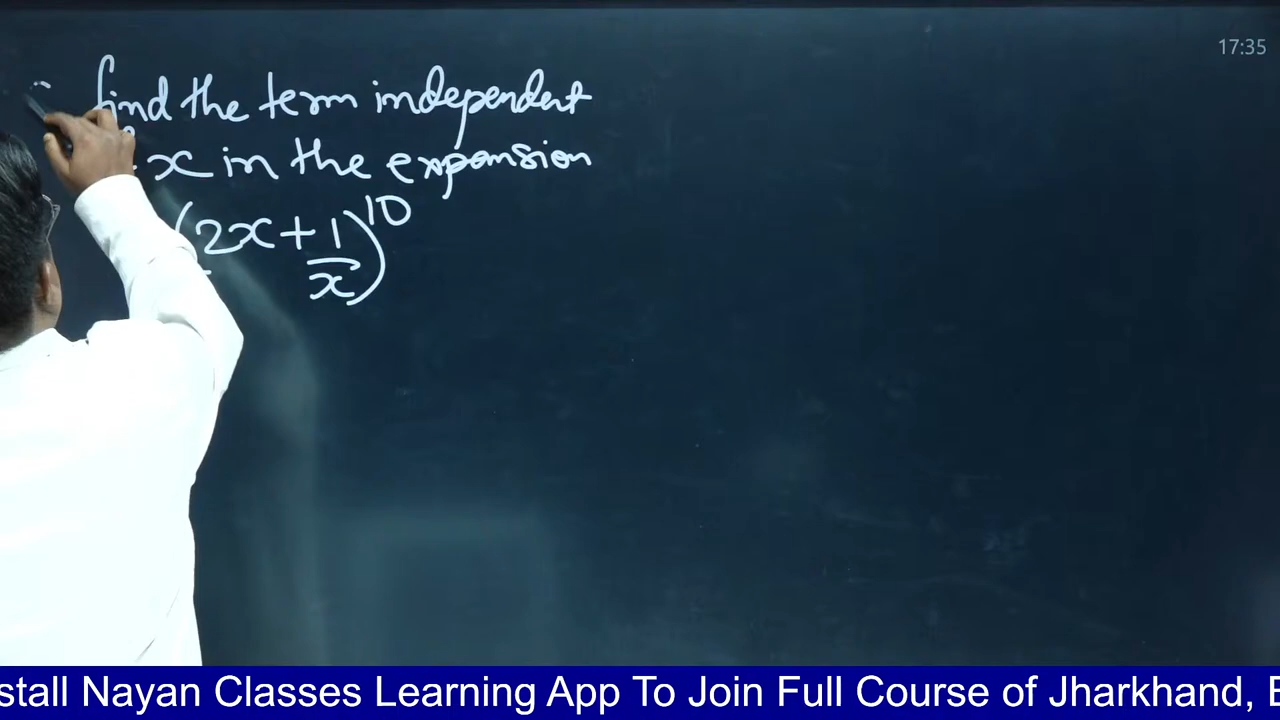 17:35
find the term independent
x in the expansion
(2x + 1/x)^10
stall Nayan Classes Learning App To Join Full Course of Jharkhand, B